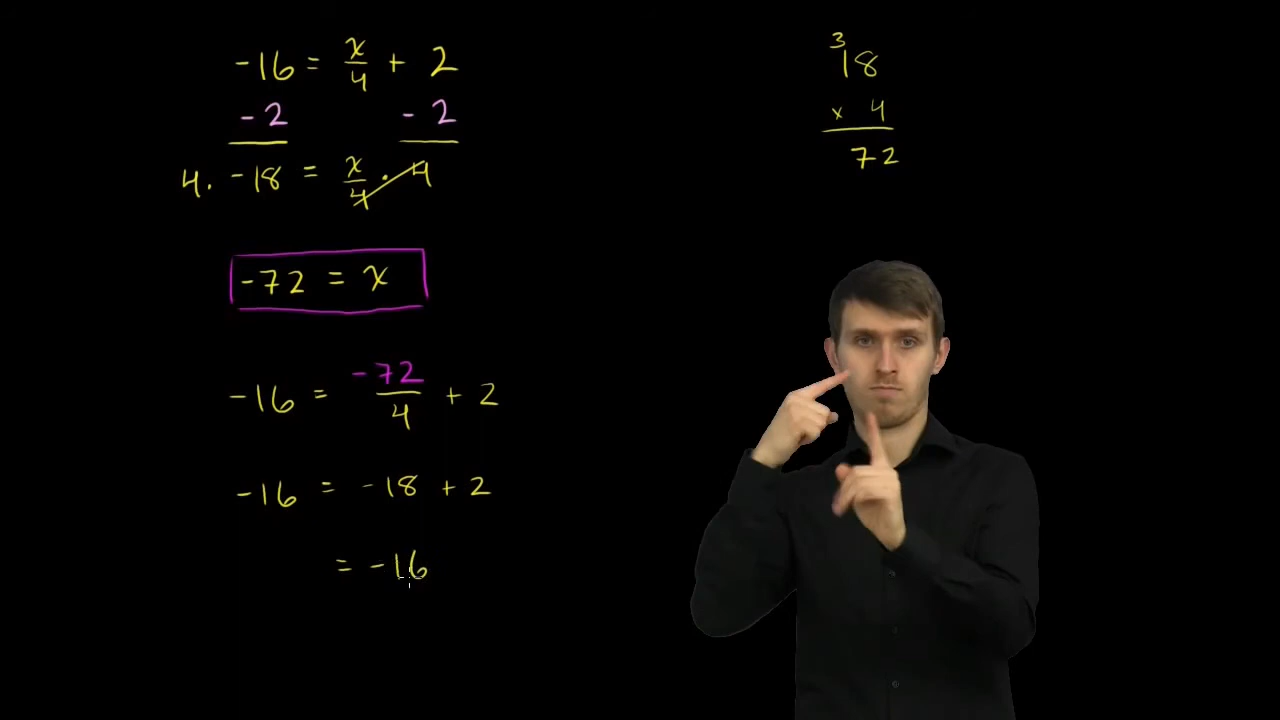 -16 = x/4 + 2
-2 -2
4 · -18 = x/4 · 4
-72 = x
-16 = -72/4 + 2
-16 = -18 + 2
= -16
3
18
x 4
72